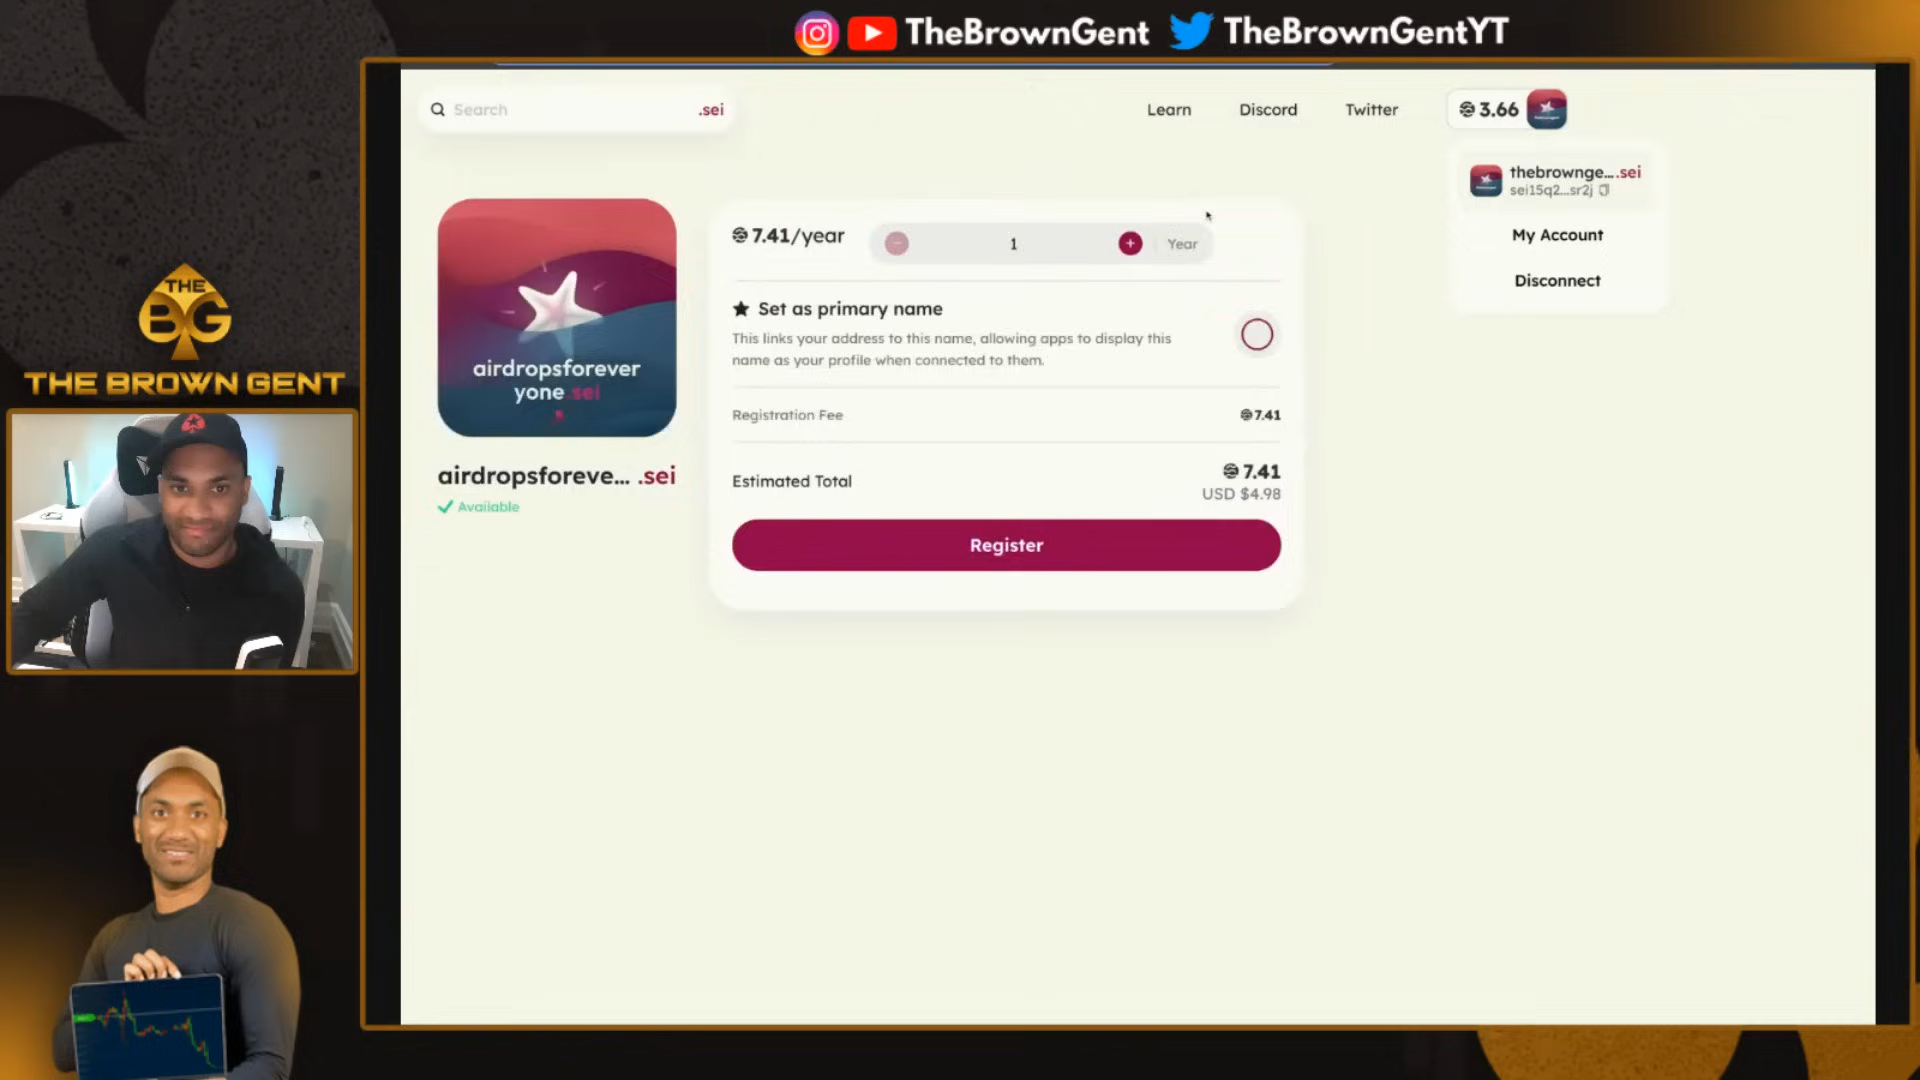 TheBrownGent TheBrownGentYT
Search .sei
Learn Discord Twitter 3.66
thebrownge... .sei
sei15q2...sr2j
My Account
Disconnect
airdropsforever
yone.sei
airdropsforeve... .sei
Available
7.41/year 1 Year
Set as primary name
This links your address to this name, allowing apps to display this
name as your profile when connected to them.
Registration Fee 7.41
Estimated Total 7.41
USD $4.98
Register
THE
BG
THE BROWN GENT